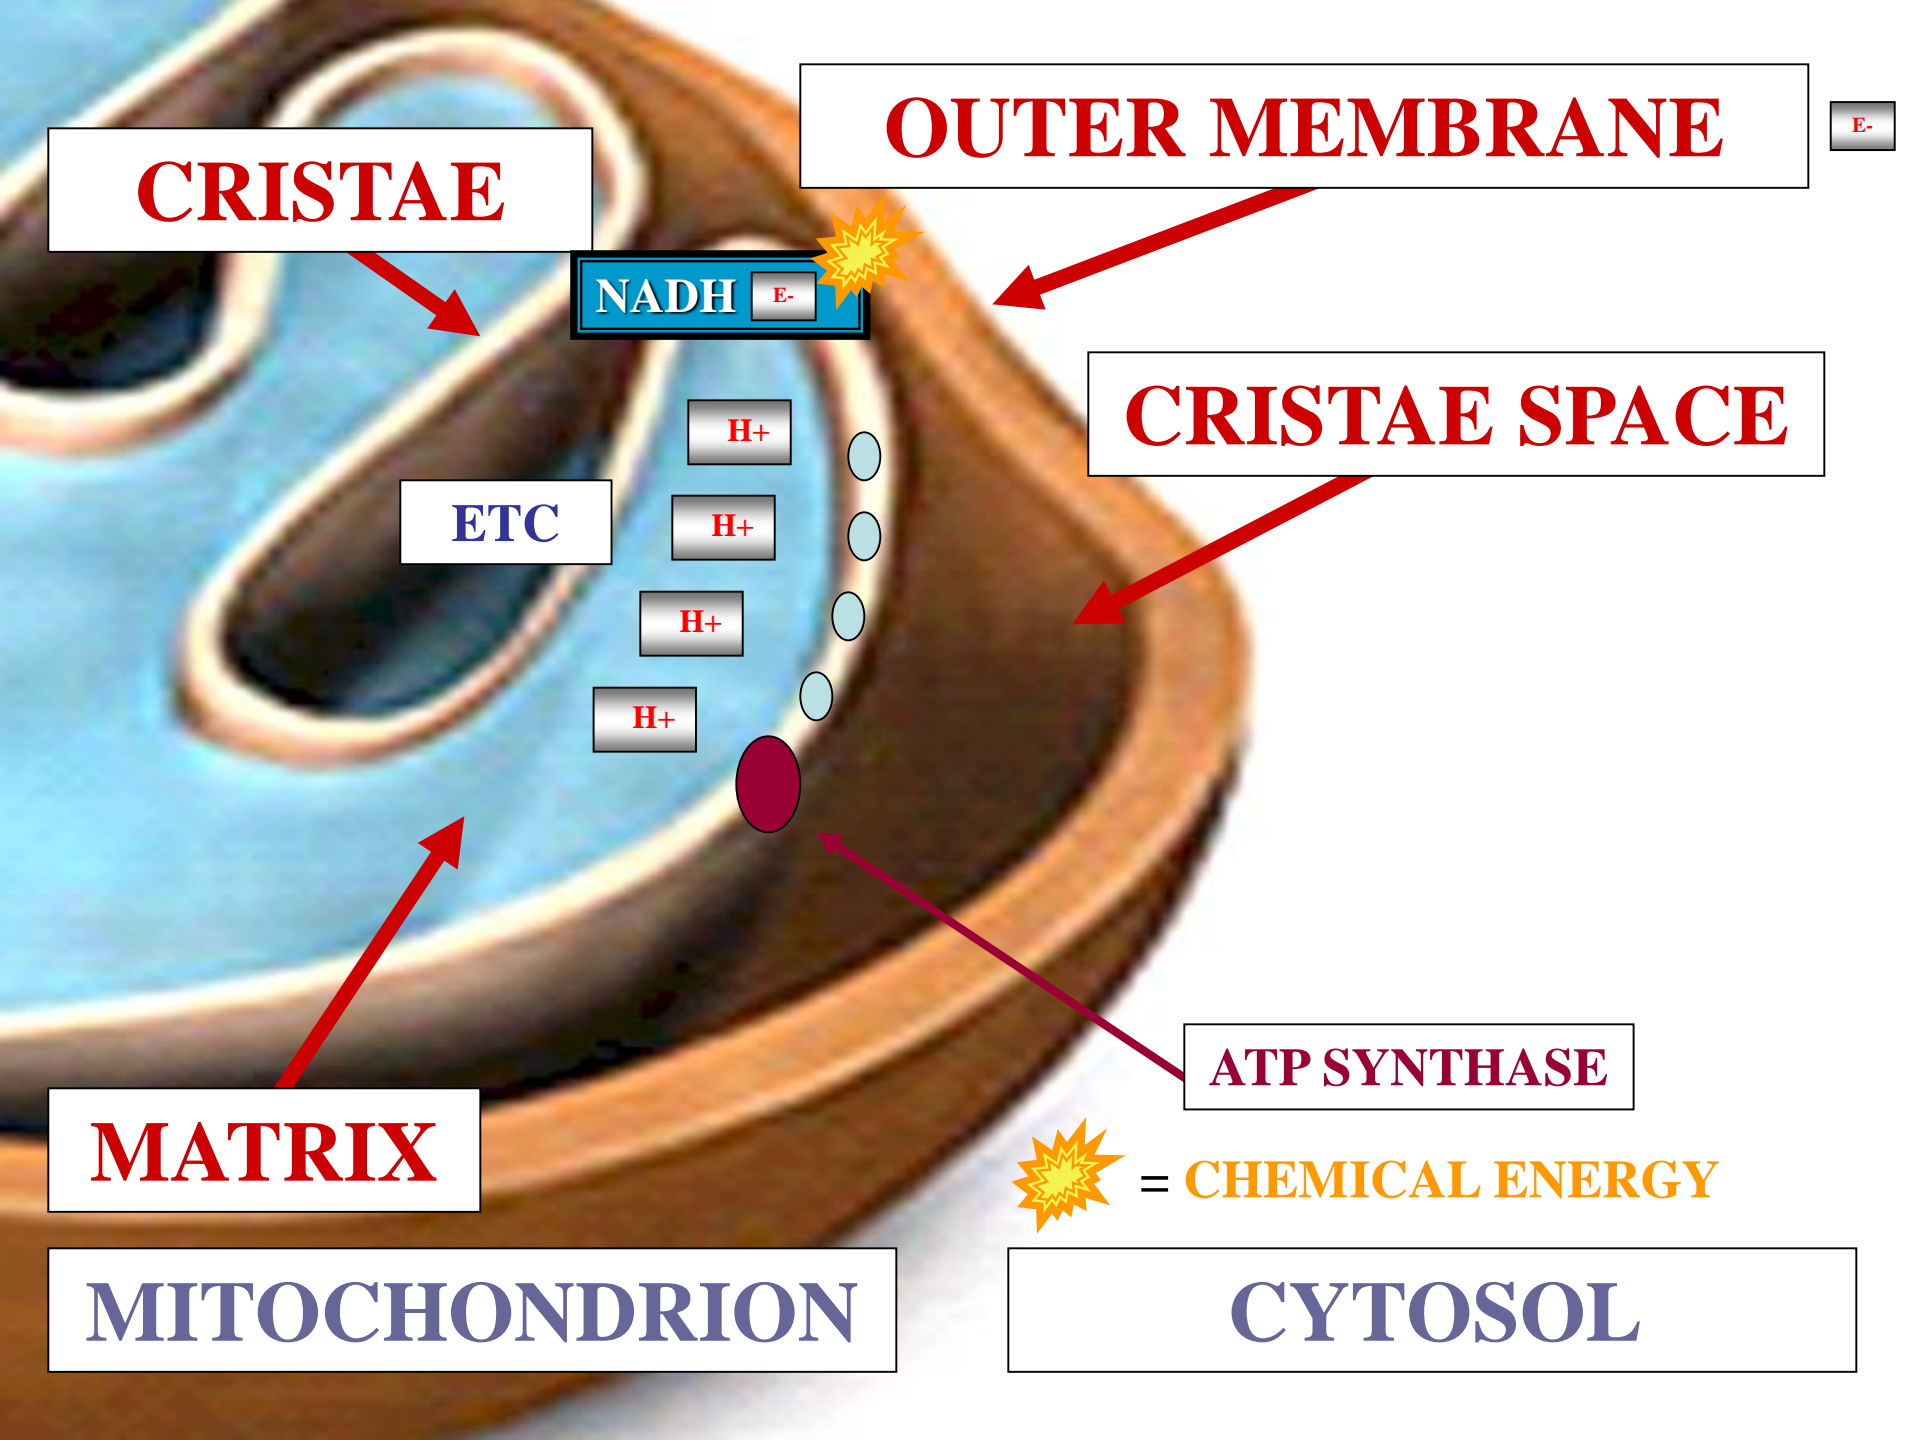 OUTER MEMBRANE
E-
CRISTAE
NADH
E-
CRISTAE SPACE
H+
ETC
H+
H+
H+
ATP SYNTHASE
MATRIX
= CHEMICAL ENERGY
MITOCHONDRION
CYTOSOL